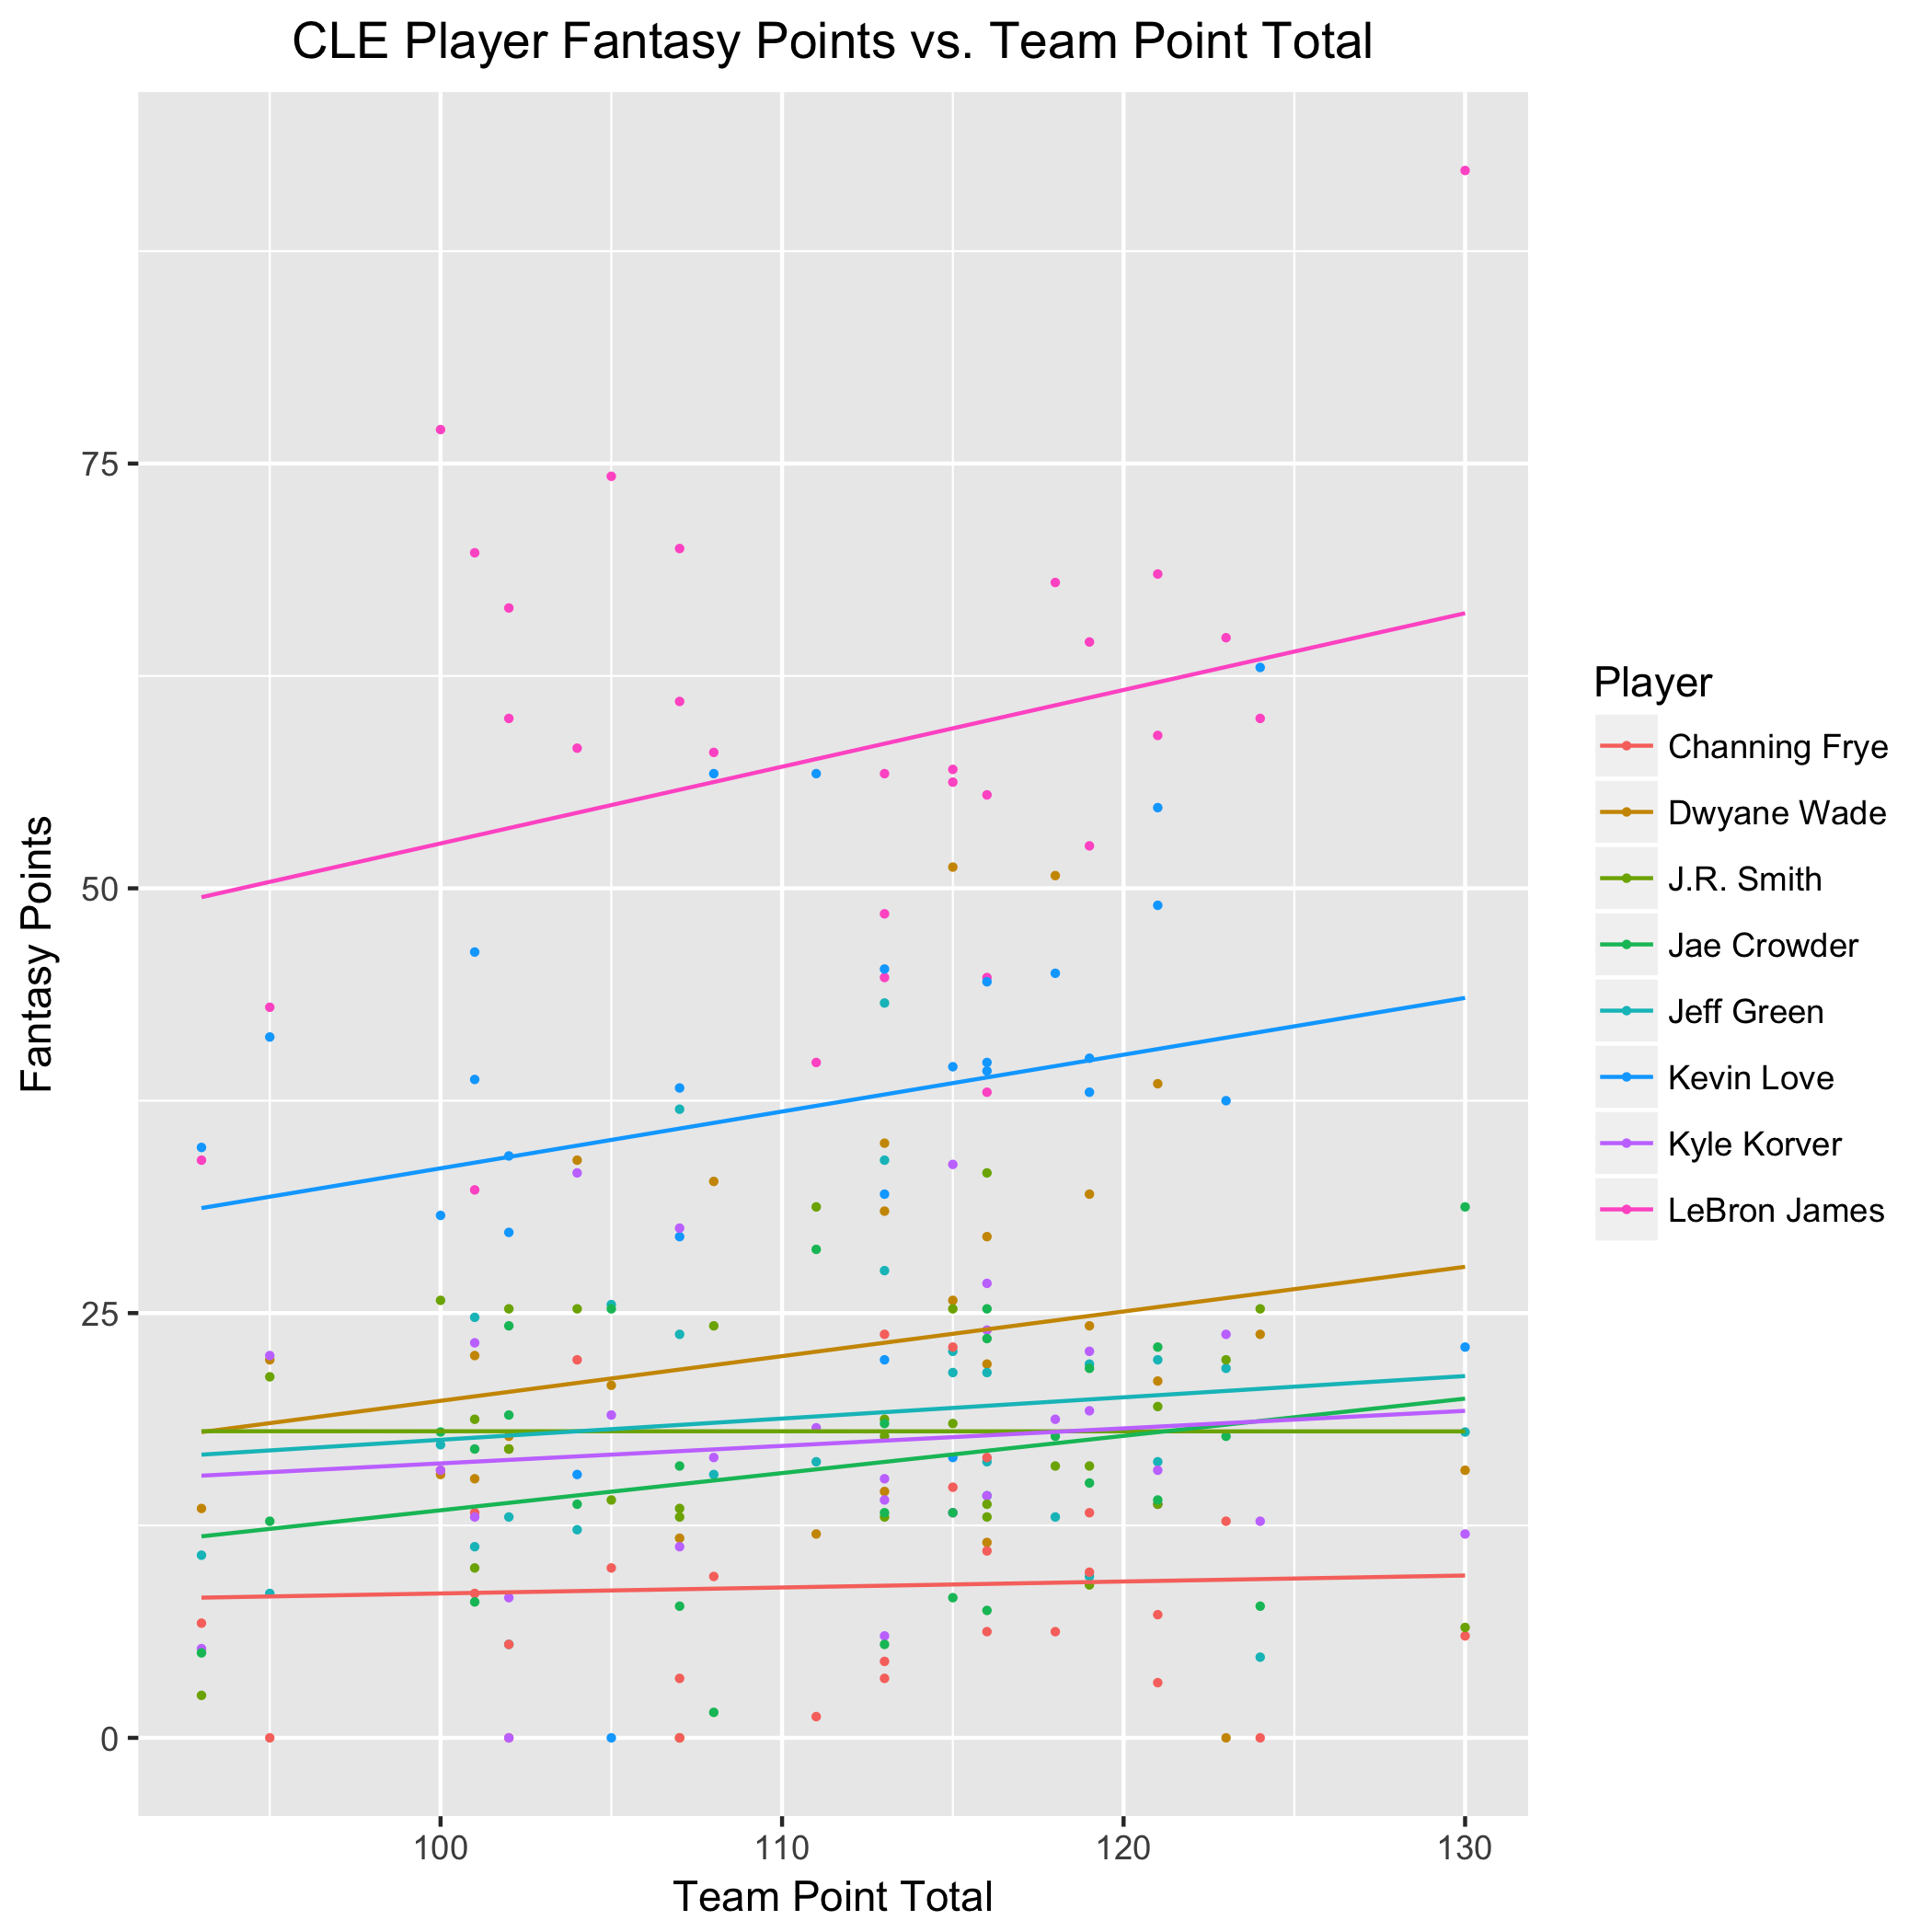 CLE Player Fantasy Points vs. Team Point Total
Fantasy Points
75
50
25
0
100 110 120 130
Team Point Total
Player
Channing Frye
Dwyane Wade
J.R. Smith
Jae Crowder
Jeff Green
Kevin Love
Kyle Korver
LeBron James